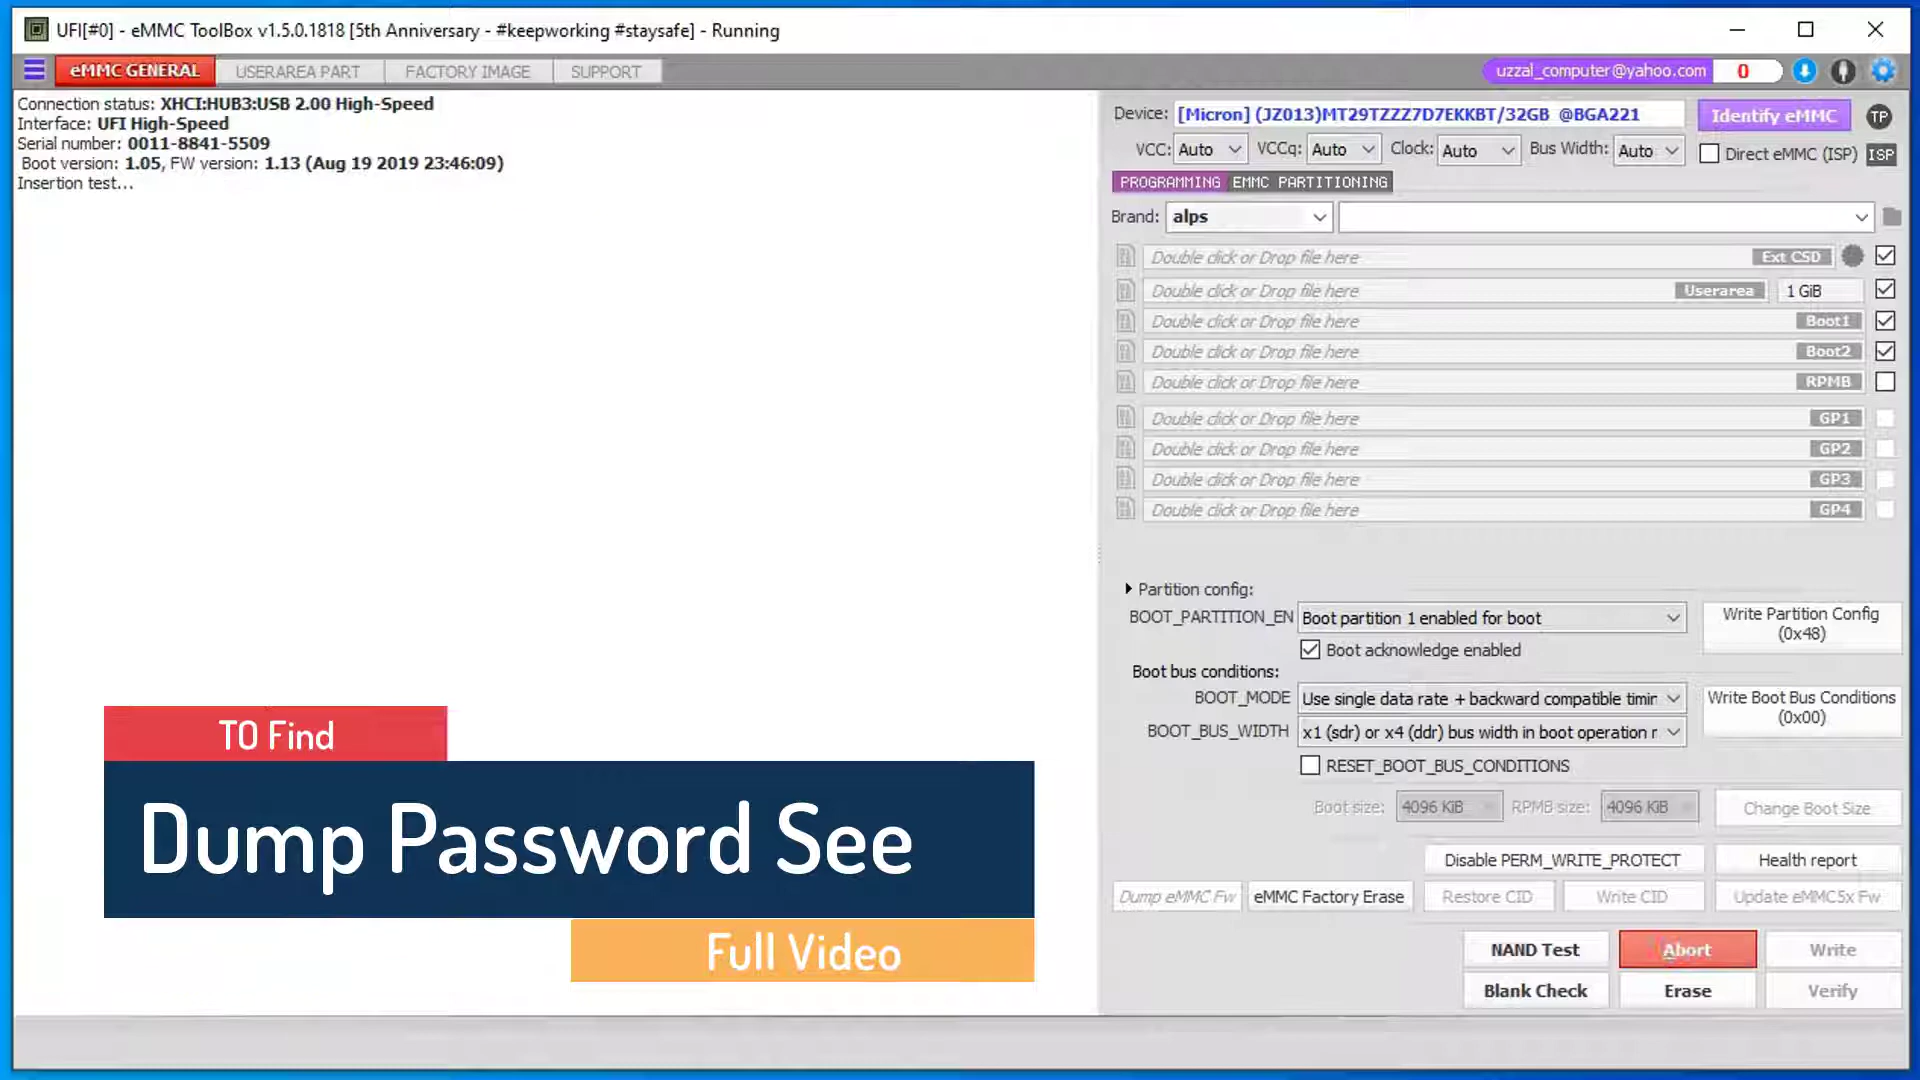 UFI[#0] - eMMC ToolBox v1.5.0.1818 [5th Anniversary - #keepworking #staysafe] - Running
eMMC GENERAL
USERAREA PART
FACTORY IMAGE
SUPPORT
uzzal_computer@yahoo.com
0
Connection status: XHCI:HUB3:USB 2.00 High-Speed
Interface: UFI High-Speed
Serial number: 0011-8841-5509
Boot version: 1.05, FW version: 1.13 (Aug 19 2019 23:46:09)
Insertion test...
Device: [Micron] (JZ013)MT29TZZZ7D7EKKBT/32GB @BGA221
Identify eMMC
TP
VCC: Auto VCCq: Auto Clock: Auto Bus Width: Auto
Direct eMMC (ISP) ISP
PROGRAMMING
EMMC PARTITIONING
Brand: alps
Double click or Drop file here Ext CSD
Double click or Drop file here Userarea 1 GiB
Double click or Drop file here Boot1
Double click or Drop file here Boot2
Double click or Drop file here RPMB
Double click or Drop file here GP1
Double click or Drop file here GP2
Double click or Drop file here GP3
Double click or Drop file here GP4
Partition config:
BOOT_PARTITION_EN Boot partition 1 enabled for boot
Write Partition Config
(0x48)
Boot acknowledge enabled
Boot bus conditions:
BOOT_MODE Use single data rate + backward compatible timin
Write Boot Bus Conditions
(0x00)
BOOT_BUS_WIDTH x1 (sdr) or x4 (ddr) bus width in boot operation r
RESET_BOOT_BUS_CONDITIONS
Boot size: 4096 KiB RPMB size: 4096 KiB Change Boot Size
Disable PERM_WRITE_PROTECT Health report
Dump eMMC Fw eMMC Factory Erase Restore CID Write CID Update eMMC5x Fw
NAND Test Abort Write
Blank Check Erase Verify
TO Find
Dump Password See
Full Video